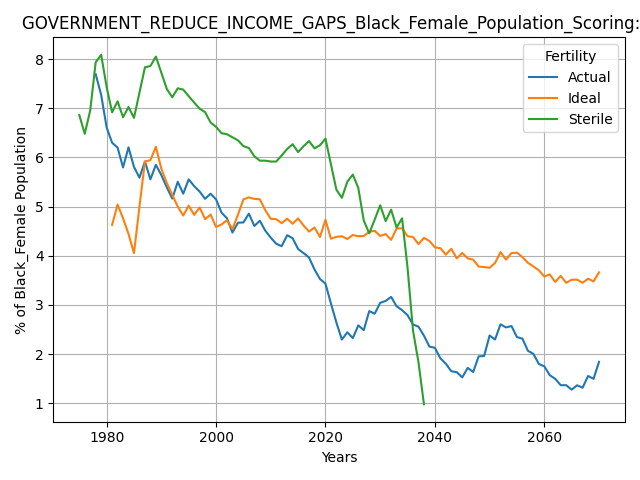 GOVERNMENT_REDUCE_INCOME_GAPS_Black_Female_Population_Scoring:
% of Black_Female Population
8
7
6
5
4
3
2
1
Fertility
Actual
Ideal
Sterile
1980 2000 2020 2040 2060
Years